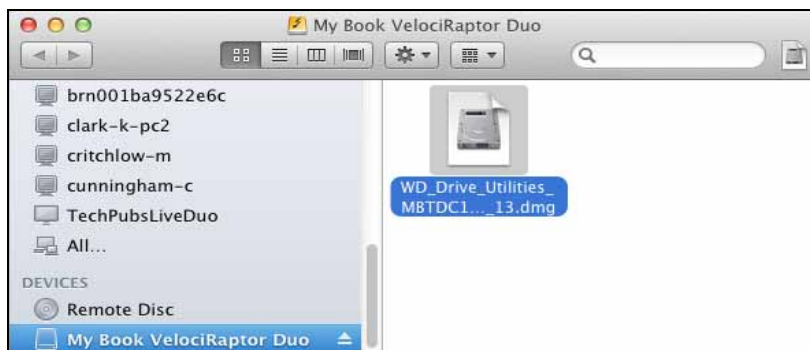 My Book VelociRaptor Duo
brn001ba9522e6c
clark-k-pc2
critchlow-m
cunningham-c
TechPubsLiveDuo
All...
DEVICES
Remote Disc
My Book VelociRaptor Duo
WD_Drive_Utilities_
MBTDC1..._13.dmg